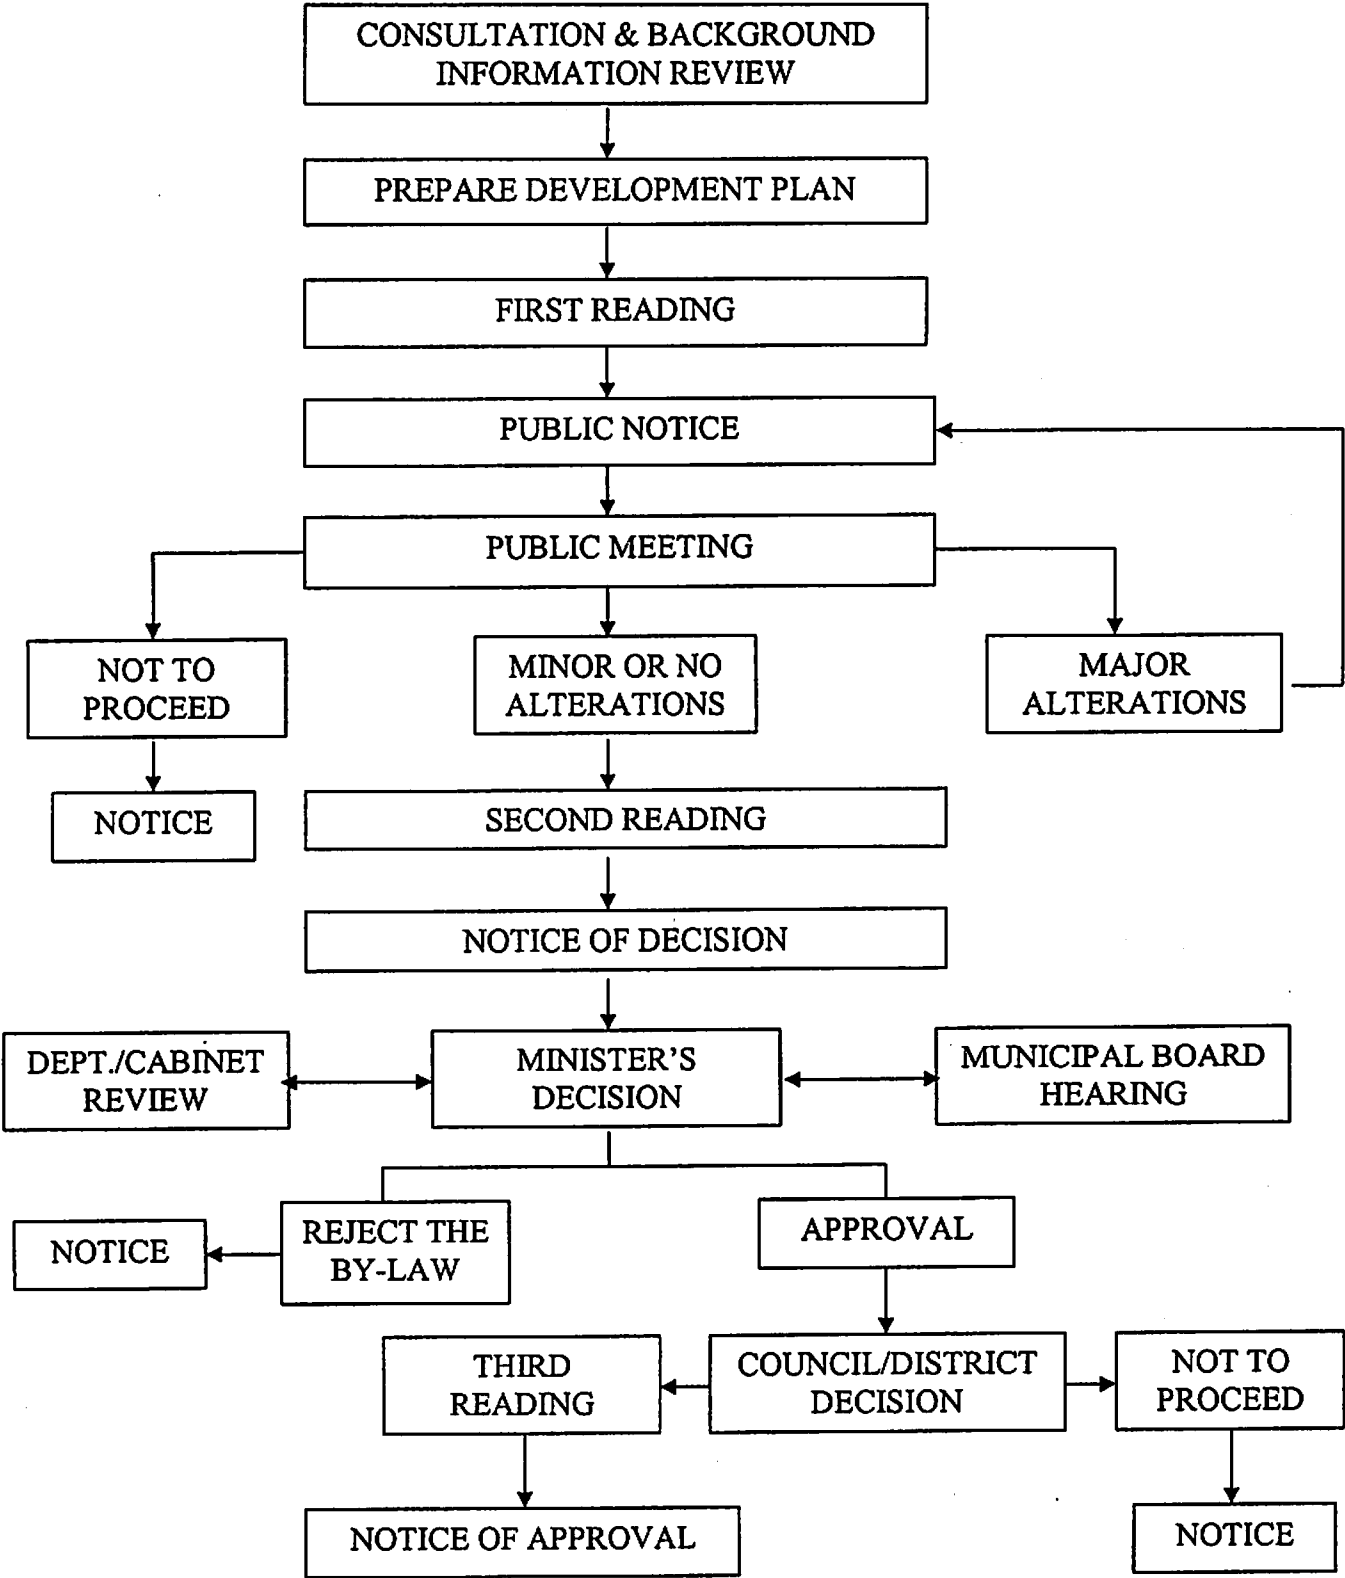 CONSULTATION & BACKGROUND
INFORMATION REVIEW
PREPARE DEVELOPMENT PLAN
FIRST READING
PUBLIC NOTICE
PUBLIC MEETING
NOT TO
PROCEED
MINOR OR NO
ALTERATIONS
MAJOR
ALTERATIONS
NOTICE
SECOND READING
NOTICE OF DECISION
DEPT./CABINET
REVIEW
MINISTER'S
DECISION
MUNICIPAL BOARD
HEARING
NOTICE
REJECT THE
BY-LAW
APPROVAL
THIRD
READING
COUNCIL/DISTRICT
DECISION
NOT TO
PROCEED
NOTICE OF APPROVAL
NOTICE